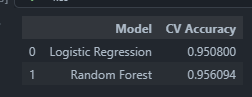 Model CV Accuracy
0 Logistic Regression 0.950800
1 Random Forest 0.956094